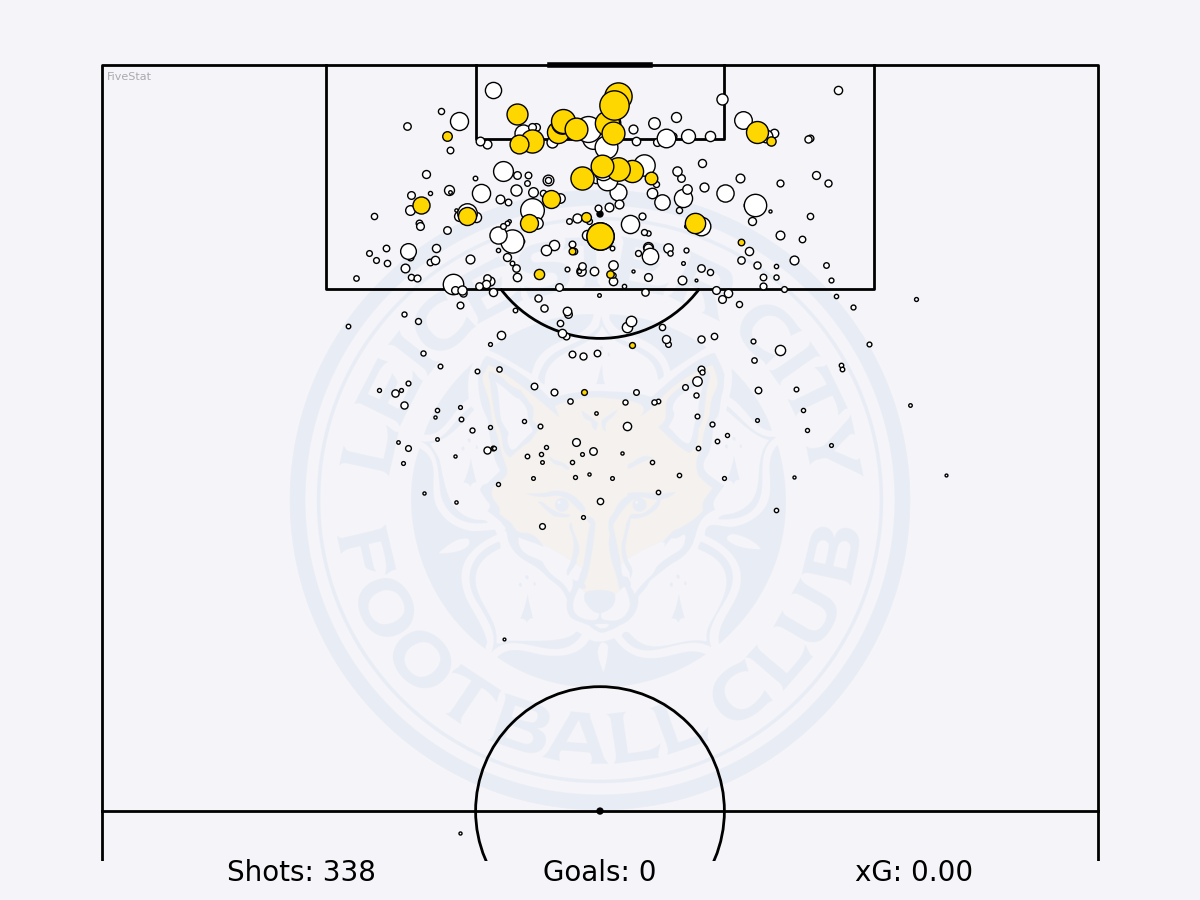 FiveStat
LEICESTER CITY
FOOTBALL CLUB
Shots: 338
Goals: 0
xG: 0.00